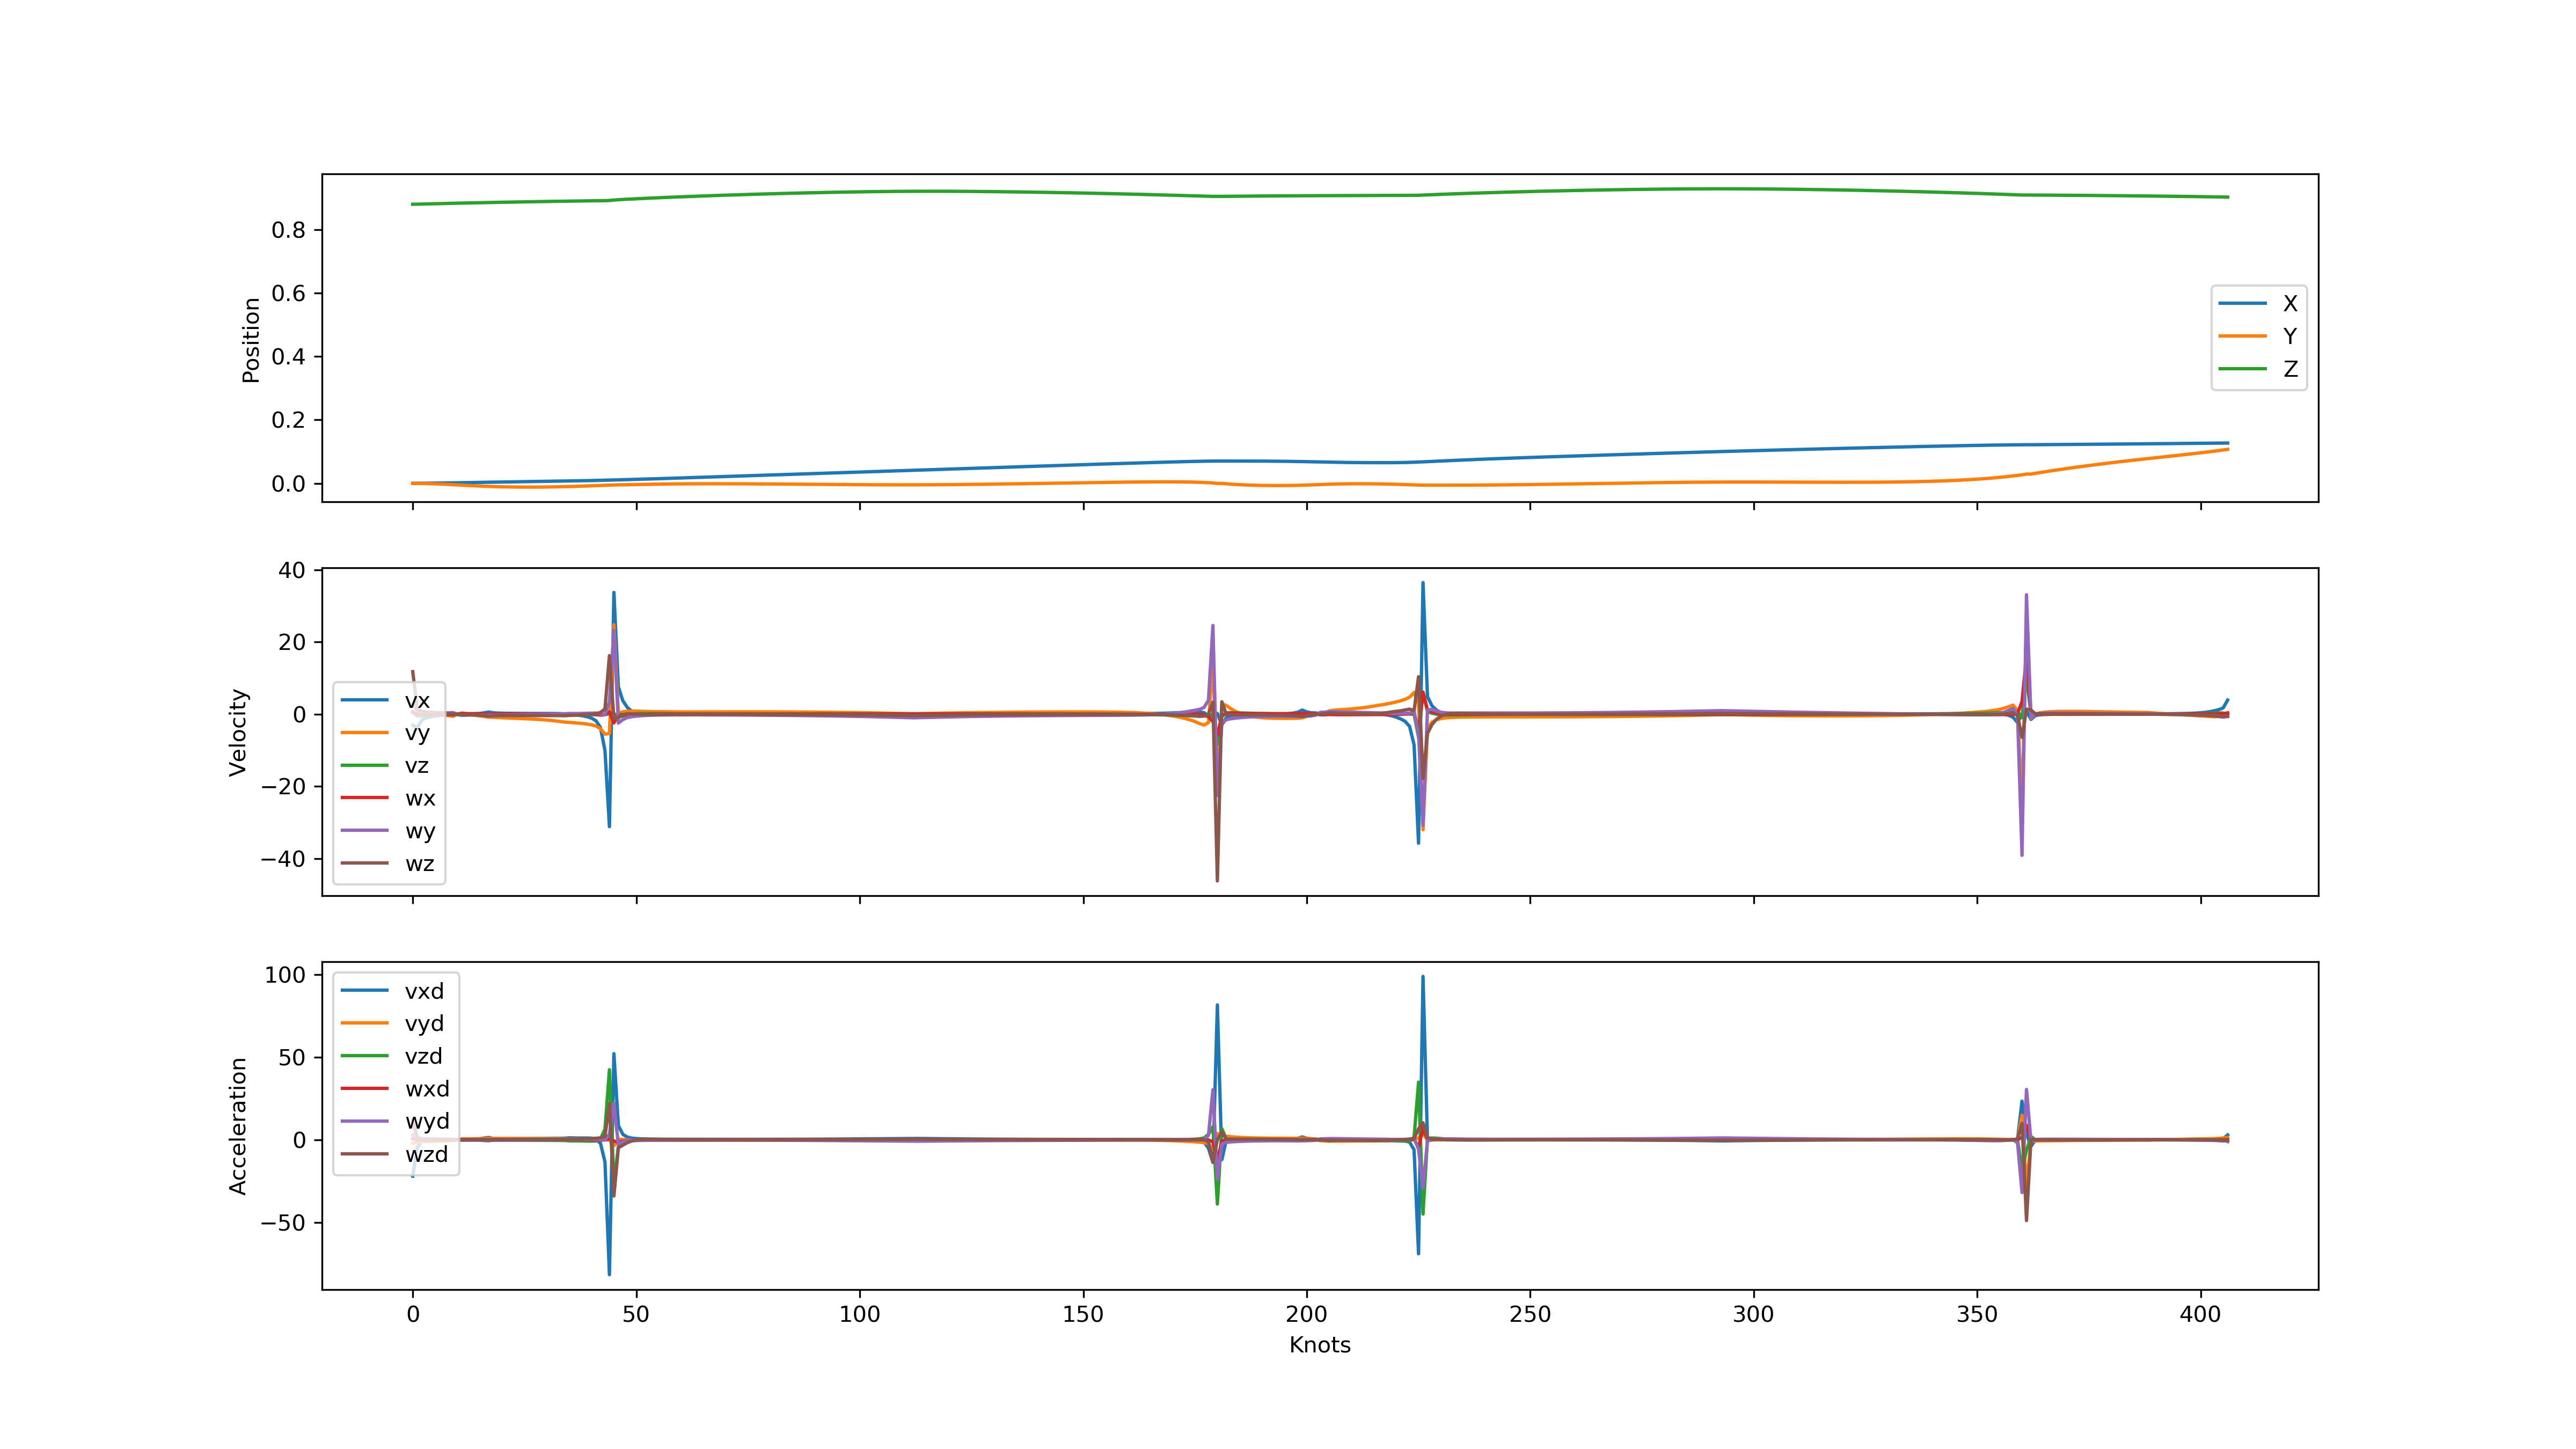 Position
0.8
0.6
0.4
0.2
0.0
X
Y
Z
Velocity
40
20
0
−20
−40
vx
vy
vz
wx
wy
wz
Acceleration
100
50
0
−50
vxd
vyd
vzd
wxd
wyd
wzd
0 50 100 150 200 250 300 350 400
Knots